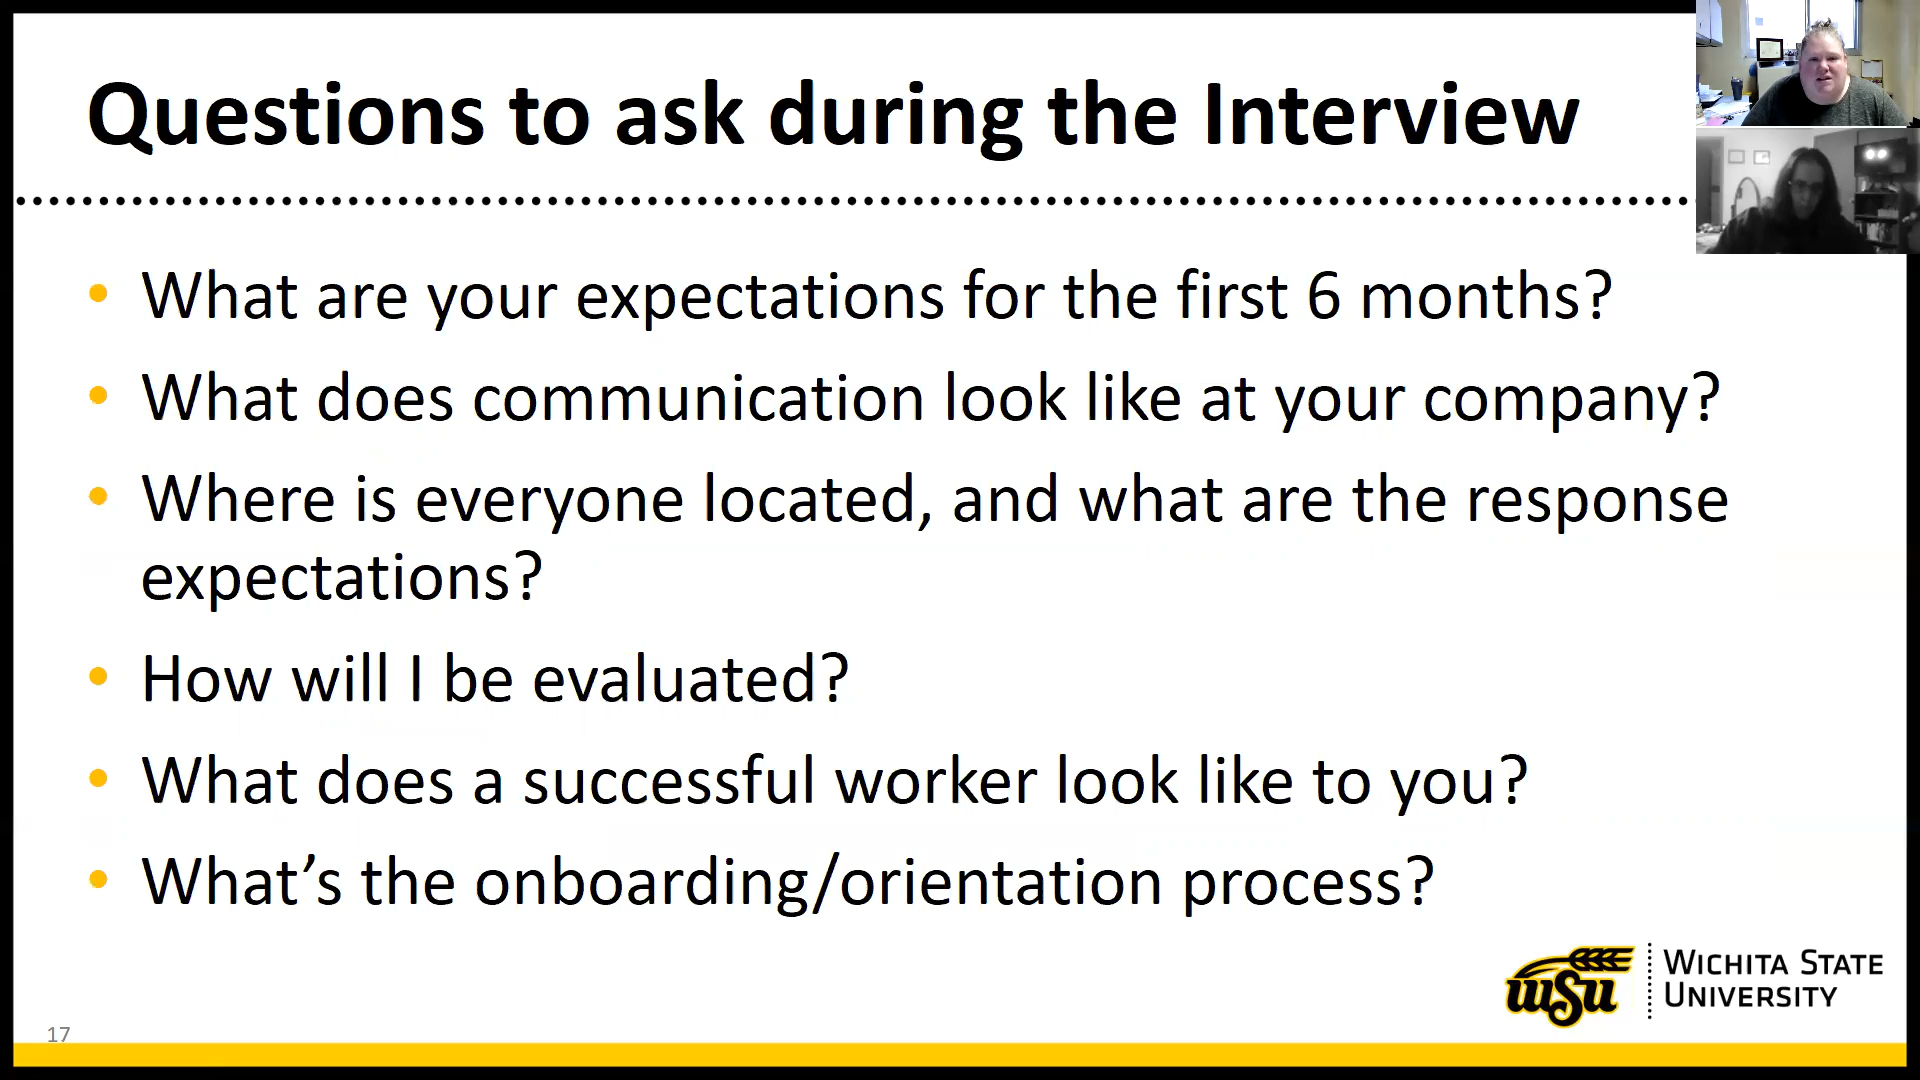 Questions to ask during the Interview
• What are your expectations for the first 6 months?
• What does communication look like at your company?
• Where is everyone located, and what are the response
expectations?
• How will I be evaluated?
• What does a successful worker look like to you?
• What’s the onboarding/orientation process?
WSU
WICHITA STATE
UNIVERSITY
17